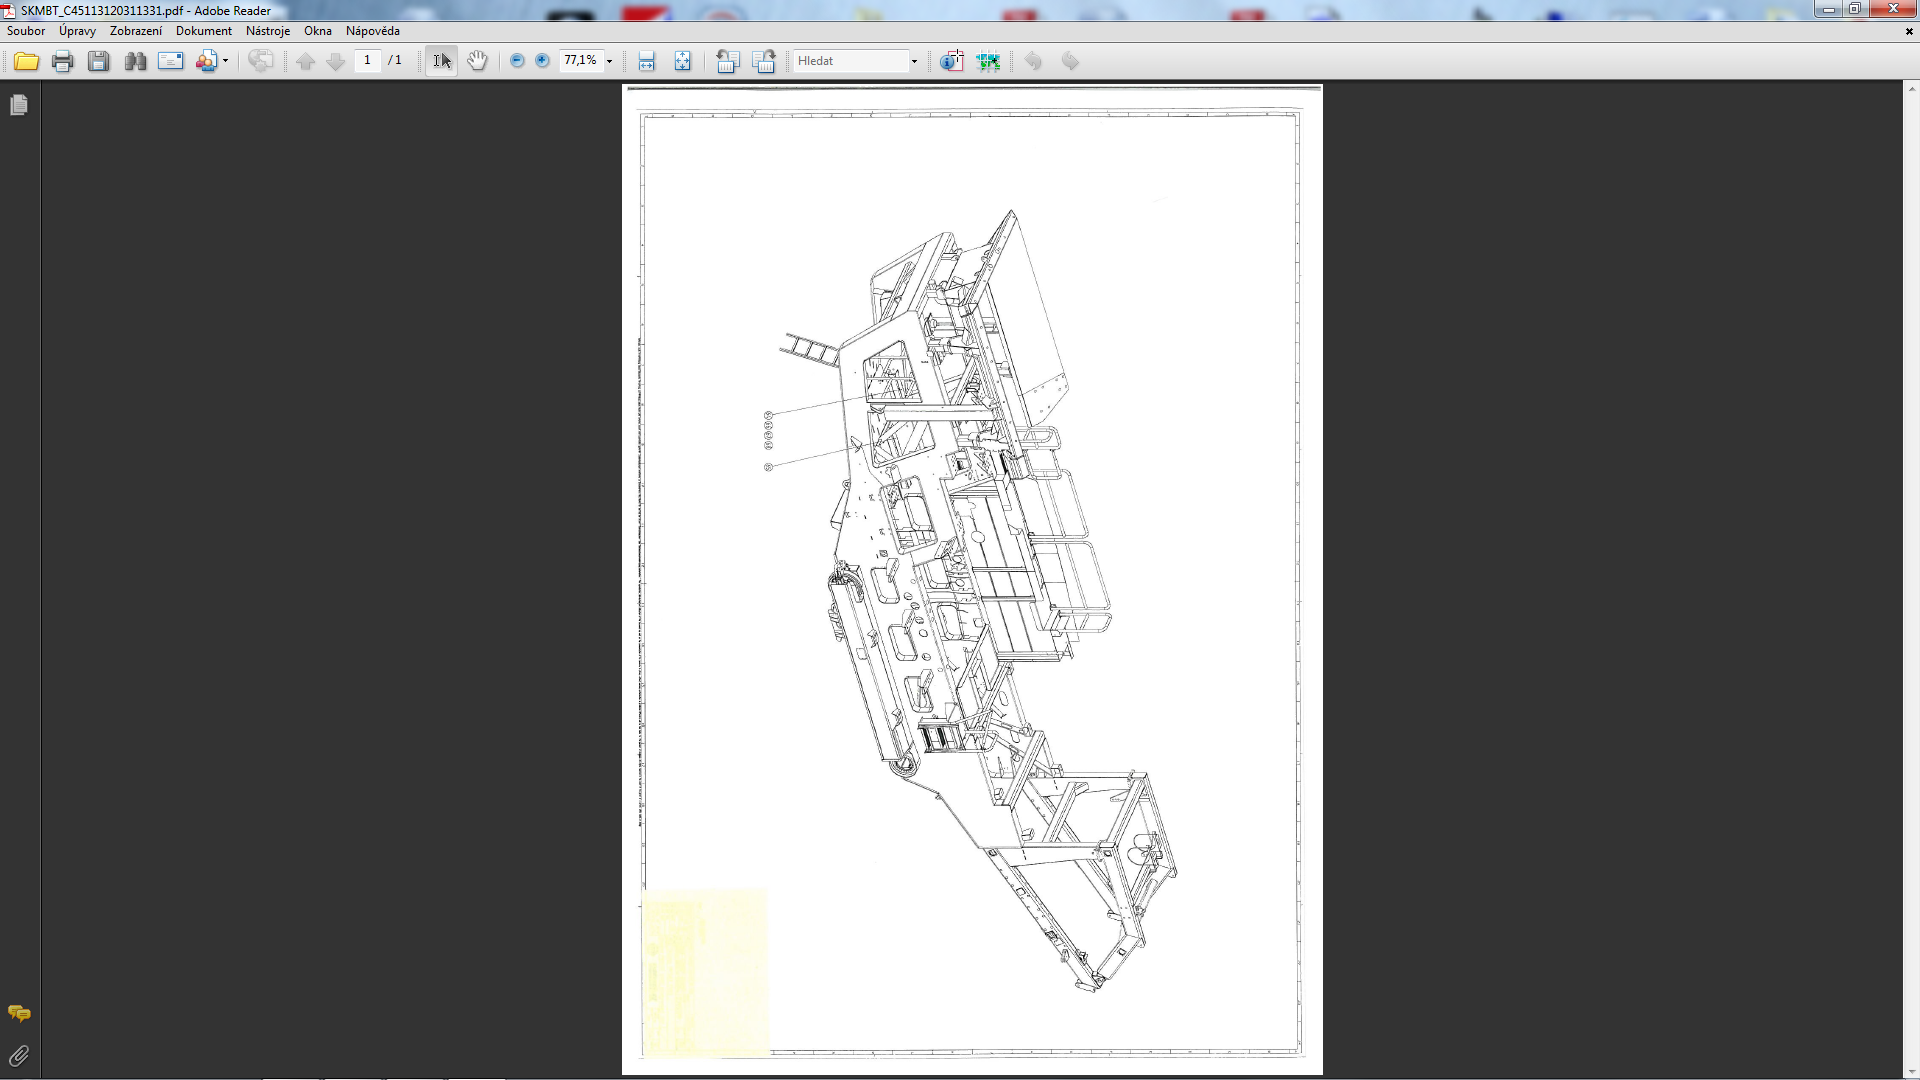 SKMBT_C45113120311331.pdf - Adobe Reader
Soubor Úpravy Zobrazení Dokument Nástroje Okna Nápověda
1 / 1 77,1% Hledat